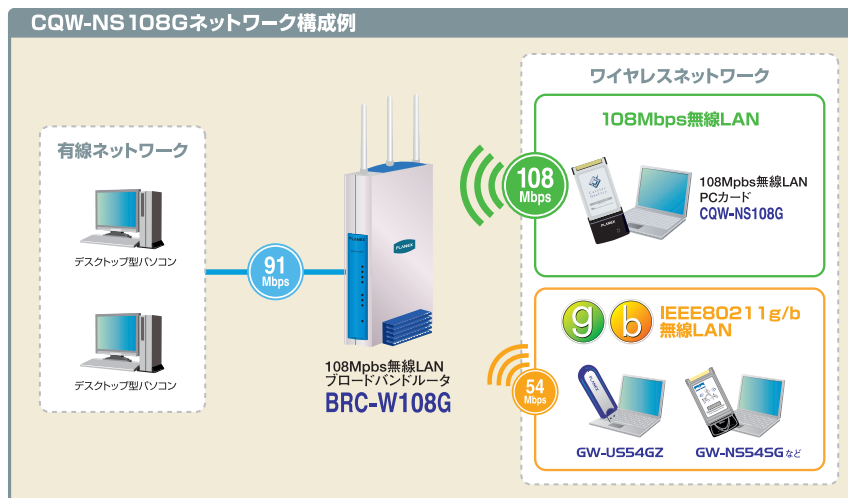 CQW-NS108Gネットワーク構成例
有線ネットワーク
デスクトップ型パソコン
デスクトップ型パソコン
91
Mbps
PLANEX
PLANEX
108Mpbs無線LAN
ブロードバンドルータ
BRC-W108G
ワイヤレスネットワーク
108Mbps無線LAN
108
Mbps
PLANEX
108Mpbs無線LAN
PCカード
CQW-NS108G
g b
IEEE80211g/b
無線LAN
54
Mbps
PLANEX
GW-US54GZ
GW-NS54SGなど